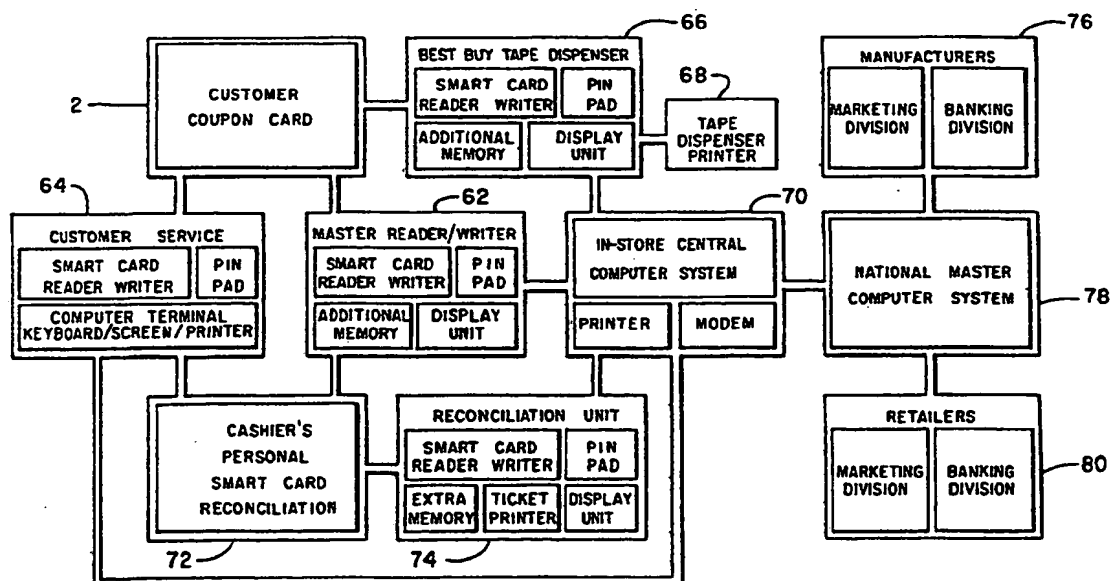 66
76
2
CUSTOMER
COUPON CARD
BEST BUY TAPE DISPENSER
SMART CARD
READER WRITER
PIN
PAD
ADDITIONAL
MEMORY
DISPLAY
UNIT
68
TAPE
DISPENSER
PRINTER
MANUFACTURERS
MARKETING
DIVISION
BANKING
DIVISION
64
CUSTOMER SERVICE
SMART CARD
READER WRITER
PIN
PAD
COMPUTER TERMINAL
KEYBOARD/SCREEN/PRINTER
62
MASTER READER/WRITER
SMART CARD
READER WRITER
PIN
PAD
ADDITIONAL
MEMORY
DISPLAY
UNIT
70
IN-STORE CENTRAL
COMPUTER SYSTEM
PRINTER
MODEM
NATIONAL MASTER
COMPUTER SYSTEM
78
CASHIER'S
PERSONAL
SMART CARD
RECONCILIATION
72
RECONCILIATION UNIT
SMART CARD
READER WRITER
PIN
PAD
EXTRA
MEMORY
TICKET
PRINTER
DISPLAY
UNIT
74
RETAILERS
MARKETING
DIVISION
BANKING
DIVISION
80